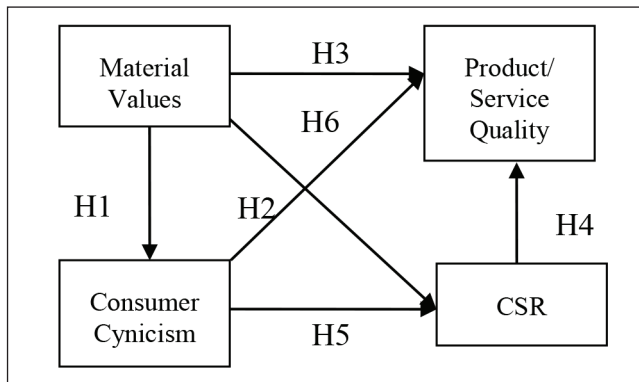 Material
Values
H3
Product/
Service
Quality
H6
H1
H2
H4
Consumer
Cynicism
H5
CSR